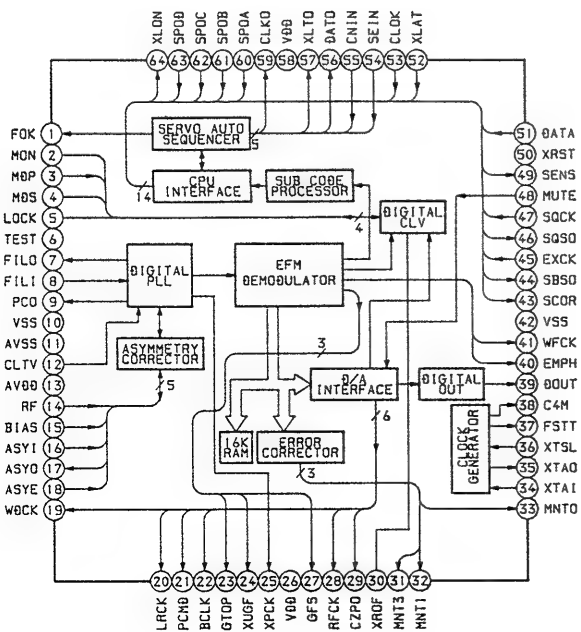 XLON SPOD SPOC SPOB SPOA CLKO VDD XLTO DATO CNIN SEIN CLOK XLAT
64 63 62 61 60 59 58 57 56 55 54 53 52
FOK 1
MON 2
MDP 3
MDS 4
LOCK 5
TEST 6
FILO 7
FILI 8
PCO 9
VSS 10
AVSS 11
CLTV 12
AVDD 13
RF 14
BIAS 15
ASYI 16
ASYO 17
ASYE 18
WDCK 19
SERVO AUTO
SEQUENCER
5
CPU
INTERFACE
14
SUB CODE
PROCESSOR
4
DIGITAL
CLV
DIGITAL
PLL
EFM
DEMODULATOR
ASYMMETRY
CORRECTOR
5
3
D/A
INTERFACE
6
DIGITAL
OUT
16K
RAM
ERROR
CORRECTOR
3
CLOCK
GENERATOR
51 DATA
50 XRST
49 SENS
48 MUTE
47 SQCK
46 SQSO
45 EXCK
44 SBSO
43 SCOR
42 VSS
41 WFCK
40 EMPH
39 DOUT
38 C4M
37 FSTT
36 XTSL
35 XTAO
34 XTAI
33 MNTO
20 21 22 23 24 25 26 27 28 29 30 31 32
LRCK PCMD BCLK GTOP XUGF XPCK VDD GFS RFCK C2PO XROF MNT3 MNT1